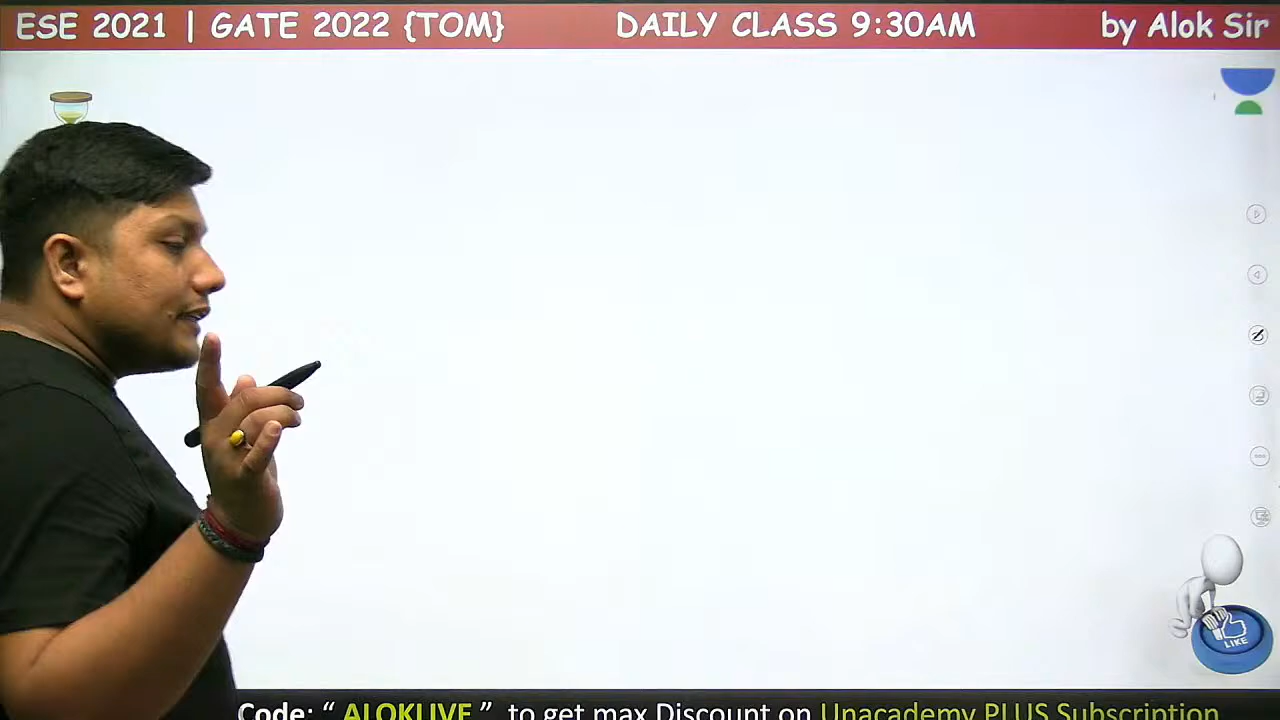 ESE 2021 | GATE 2022 {TOM} DAILY CLASS 9:30AM by Alok Sir
LIKE
Code: “ ALOKLIVE ” to get max Discount on Unacademy PLUS Subscription